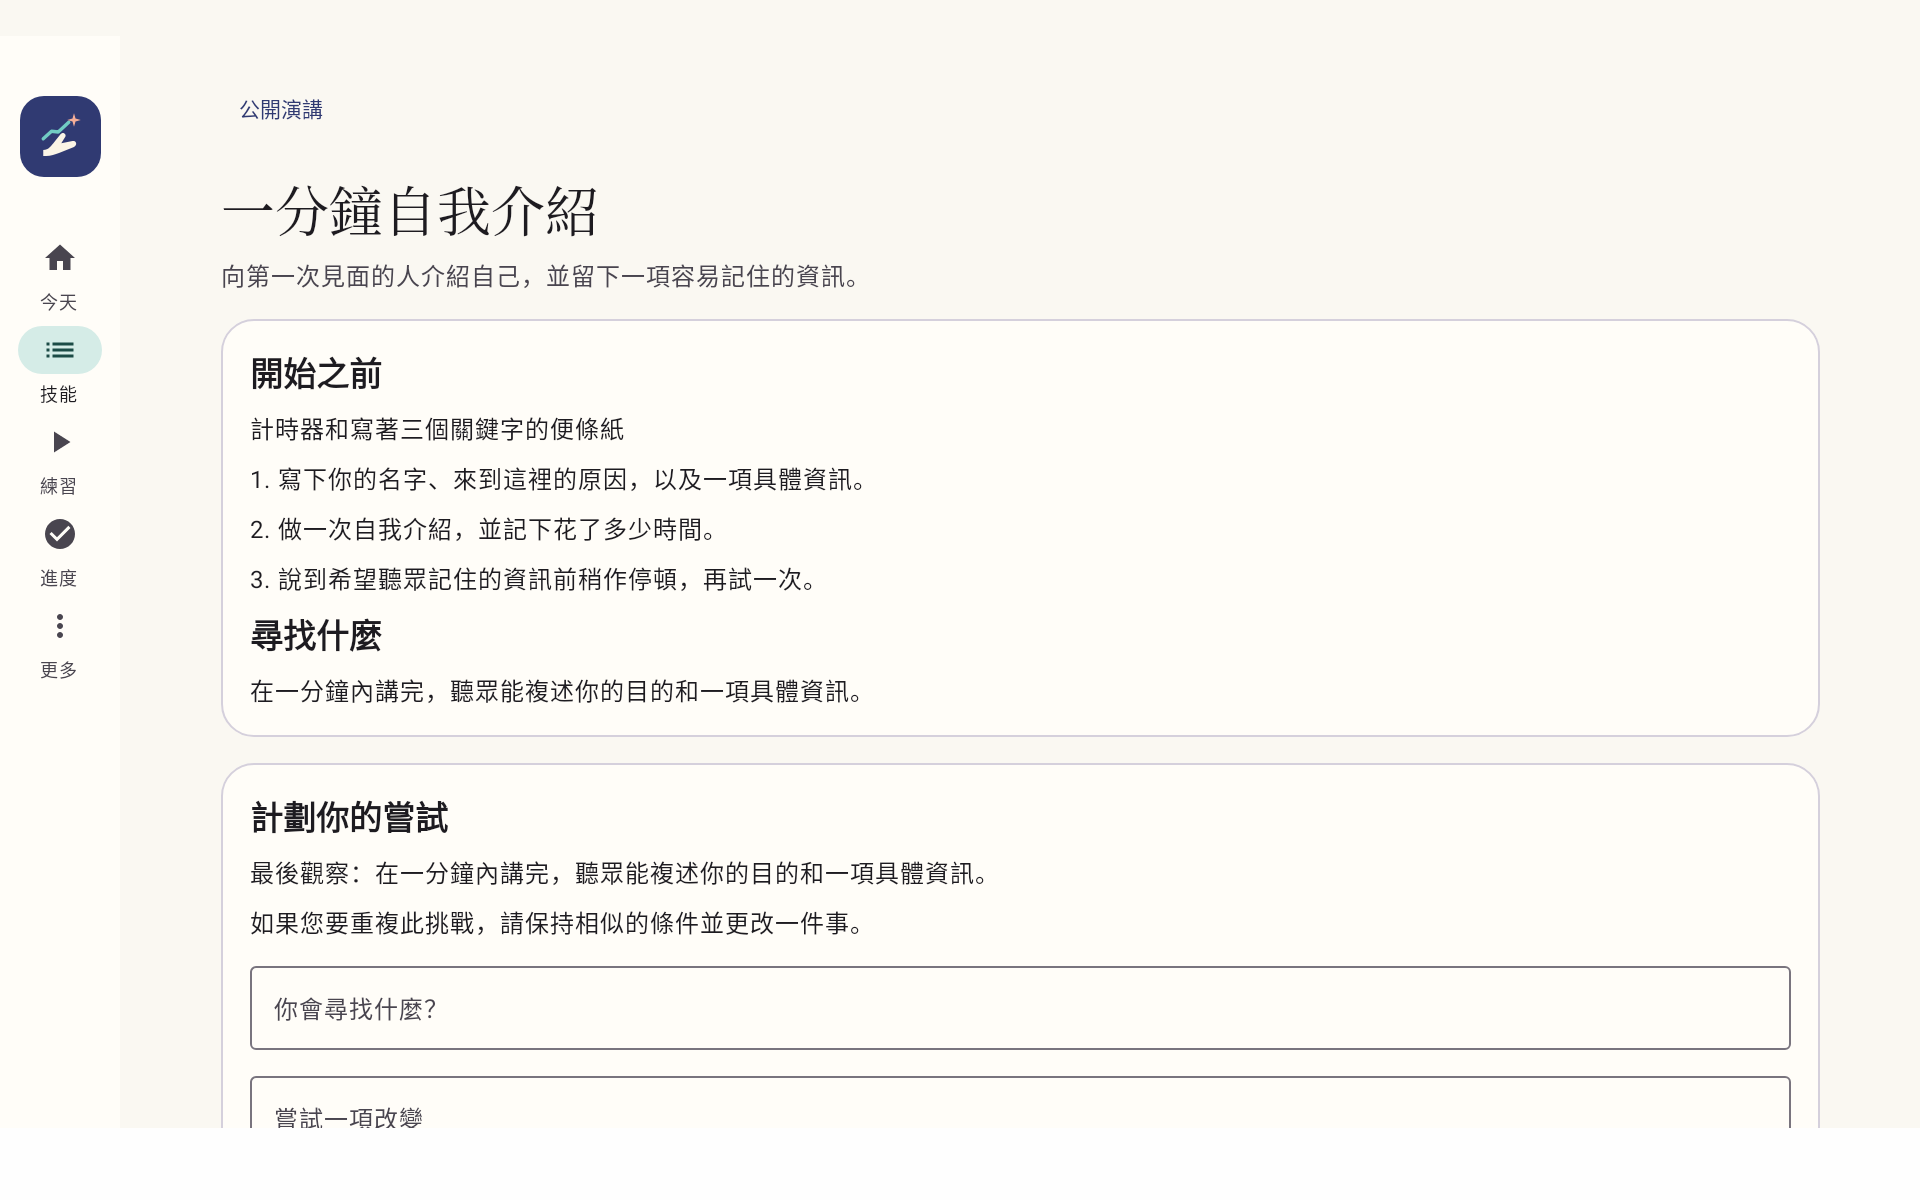 公開演講
一分鐘自我介紹
向第一次見面的人介紹自己，並留下一項容易記住的資訊。
今天
技能
練習
進度
更多
開始之前
計時器和寫著三個關鍵字的便條紙
1. 寫下你的名字、來到這裡的原因，以及一項具體資訊。
2. 做一次自我介紹，並記下花了多少時間。
3. 說到希望聽眾記住的資訊前稍作停頓，再試一次。
尋找什麼
在一分鐘內講完，聽眾能複述你的目的和一項具體資訊。
計劃你的嘗試
最後觀察：在一分鐘內講完，聽眾能複述你的目的和一項具體資訊。
如果您要重複此挑戰，請保持相似的條件並更改一件事。
你會尋找什麼？
嘗試一項改變